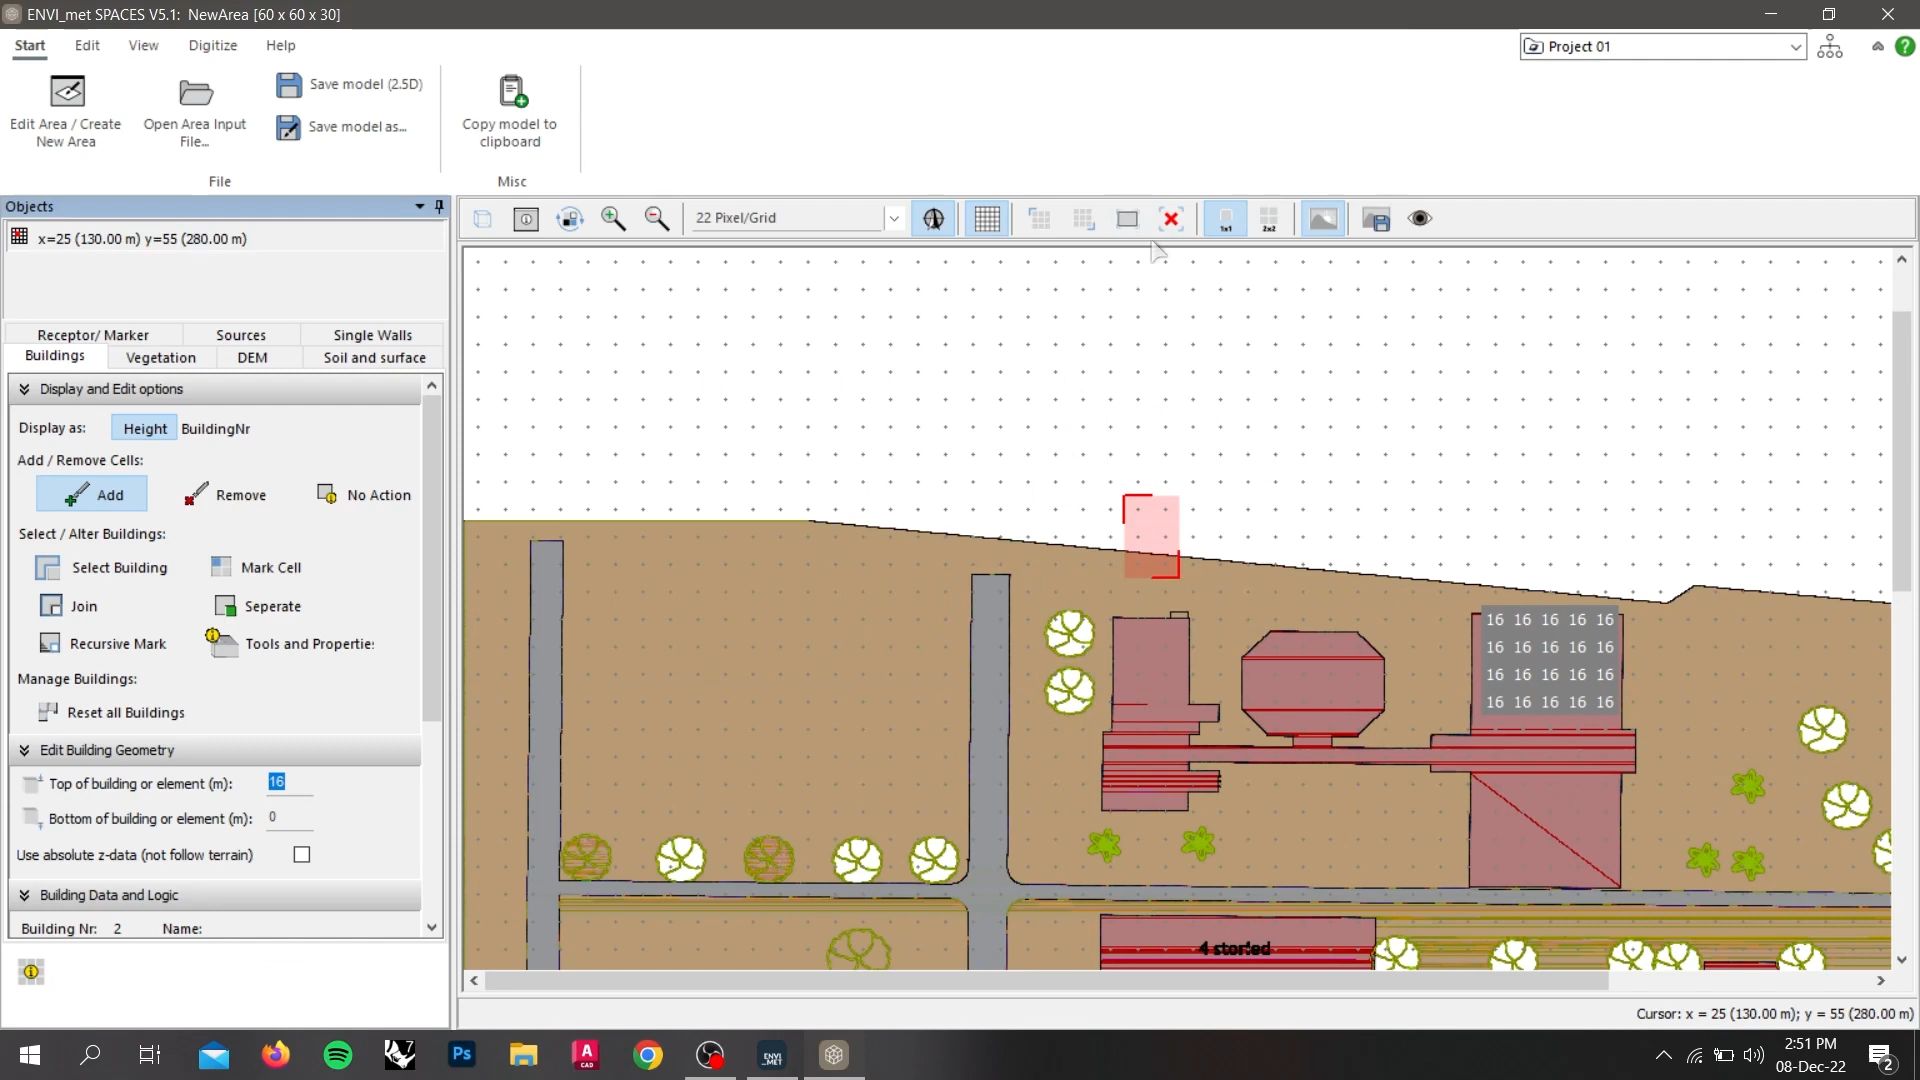 ENVI_met SPACES V5.1:  NewArea [60 x 60 x 30]
Start Edit View Digitize Help
Project 01
Edit Area / Create New Area
Open Area Input File...
Save model (2.5D)
Save model as...
Copy model to clipboard
File
Misc
Objects
x=25 (130.00 m) y=55 (280.00 m)
22 Pixel/Grid
1x1
2x2
Receptor/ Marker Sources Single Walls
Buildings Vegetation DEM Soil and surface
Display and Edit options
Display as: Height BuildingNr
Add / Remove Cells:
Add Remove No Action
Select / Alter Buildings:
Select Building Mark Cell
Join Seperate
Recursive Mark Tools and Propertie:
Manage Buildings:
Reset all Buildings
Edit Building Geometry
Top of building or element (m): 16
Bottom of building or element (m): 0
Use absolute z-data (not follow terrain)
Building Data and Logic
Building Nr: 2 Name:
16 16 16 16 16
16 16 16 16 16
16 16 16 16 16
16 16 16 16 16
4 storied
Cursor: x = 25 (130.00 m); y = 55 (280.00 m)
Ps
A
CAD
ENVI
_MET
2:51 PM
08-Dec-22
2